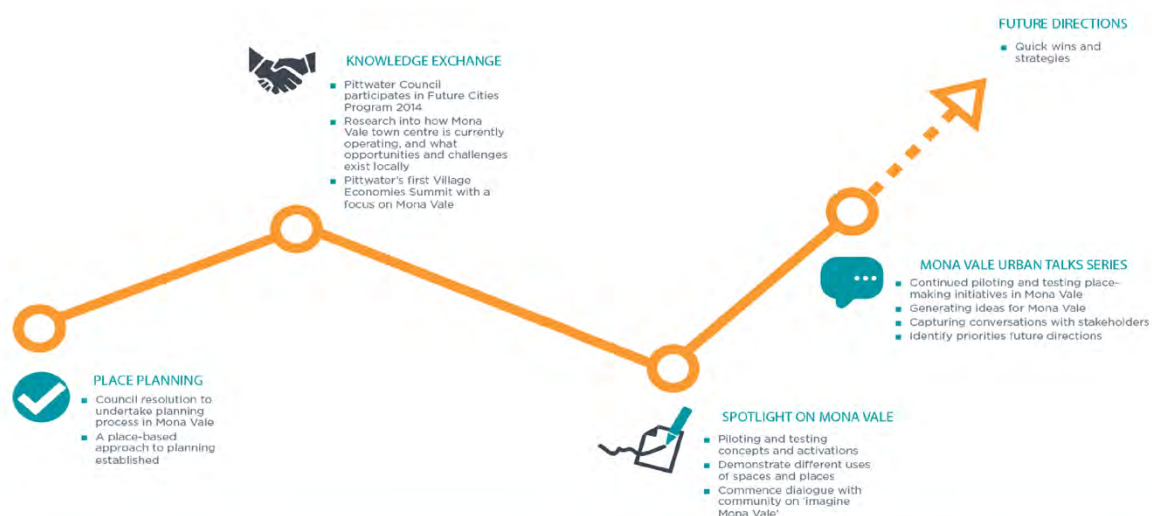 PLACE PLANNING
Council resolution to
undertake planning
process in Mona Vale
A place-based
approach to planning
established
KNOWLEDGE EXCHANGE
Pittwater Council
participates in Future Cities
Program 2014
Research into how Mona
Vale town centre is currently
operating, and what
opportunities and challenges
exist locally
Pittwater's first Village
Economies Summit with a
focus on Mona Vale
SPOTLIGHT ON MONA VALE
Piloting and testing
concepts and activations
Demonstrate different uses
of spaces and places
Commence dialogue with
community on 'imagine
Mona Vale'
MONA VALE URBAN TALKS SERIES
Continued piloting and testing place-
making initiatives in Mona Vale
Generating ideas for Mona Vale
Capturing conversations with stakeholders
Identify priorities future directions
FUTURE DIRECTIONS
Quick wins and
strategies